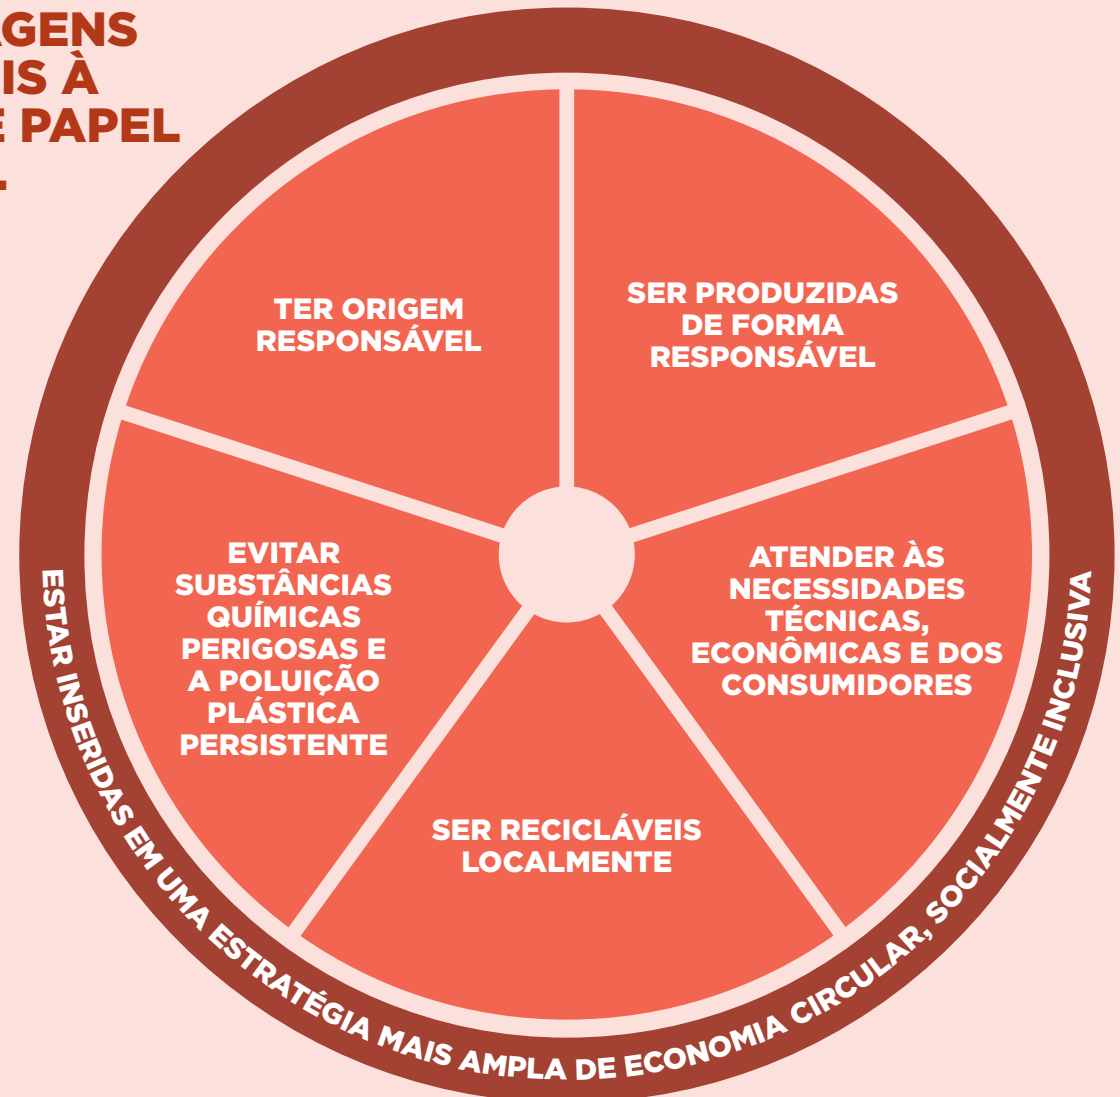 AGENS
IS À
E PAPEL
TER ORIGEM
RESPONSÁVEL
SER PRODUZIDAS
DE FORMA
RESPONSÁVEL
EVITAR
SUBSTÂNCIAS
QUÍMICAS
PERIGOSAS E
A POLUIÇÃO
PLÁSTICA
PERSISTENTE
ATENDER ÀS
NECESSIDADES
TÉCNICAS,
ECONÔMICAS E DOS
CONSUMIDORES
SER RECICLÁVEIS
LOCALMENTE
ESTAR INSERIDAS EM UMA ESTRATÉGIA MAIS AMPLA DE ECONOMIA CIRCULAR, SOCIALMENTE INCLUSIVA